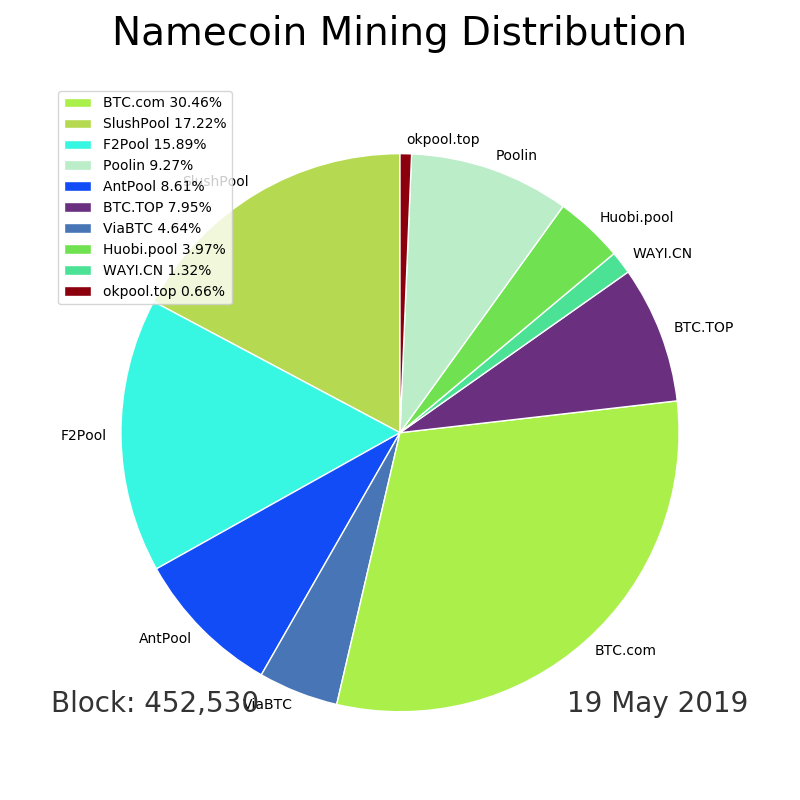 Namecoin Mining Distribution
BTC.com 30.46%
SlushPool 17.22%
F2Pool 15.89%
Poolin 9.27%
AntPool 8.61%
BTC.TOP 7.95%
ViaBTC 4.64%
Huobi.pool 3.97%
WAYI.CN 1.32%
okpool.top 0.66%
okpool.top
Poolin
SlushPool
Huobi.pool
WAYI.CN
BTC.TOP
F2Pool
AntPool
BTC.com
ViaBTC
Block: 452,530
19 May 2019